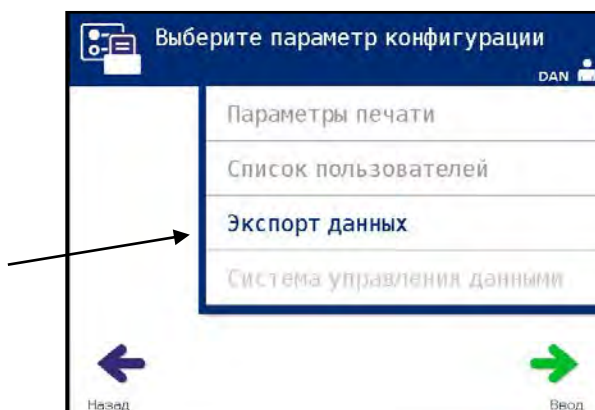 Выберите параметр конфигурации
DAN
Параметры печати
Список пользователей
Экспорт данных
Система управления данными
Назад
Ввод